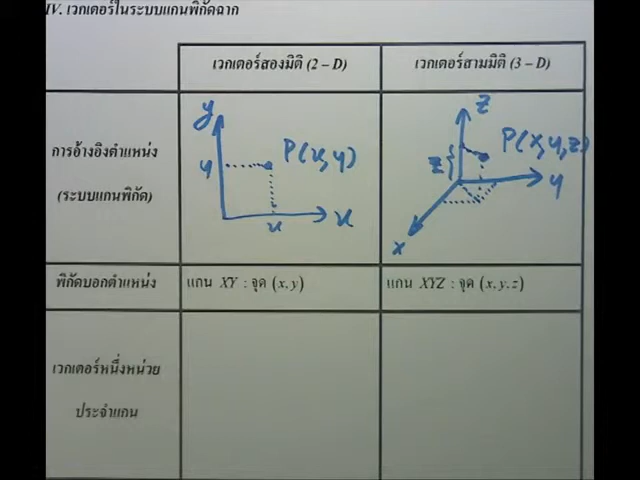 IV. เวกเตอร์ในระบบแกนพิกัดฉาก
เวกเตอร์สองมิติ (2 – D)
เวกเตอร์สามมิติ (3 – D)
การอ้างอิงตำแหน่ง
(ระบบแกนพิกัด)
y
y
P(x,y)
x
x
z
z
P(x,y,z)
y
x
พิกัดบอกตำแหน่ง
แกน XY : จุด (x, y)
แกน XYZ : จุด (x, y, z)
เวกเตอร์หนึ่งหน่วย
ประจำแกน